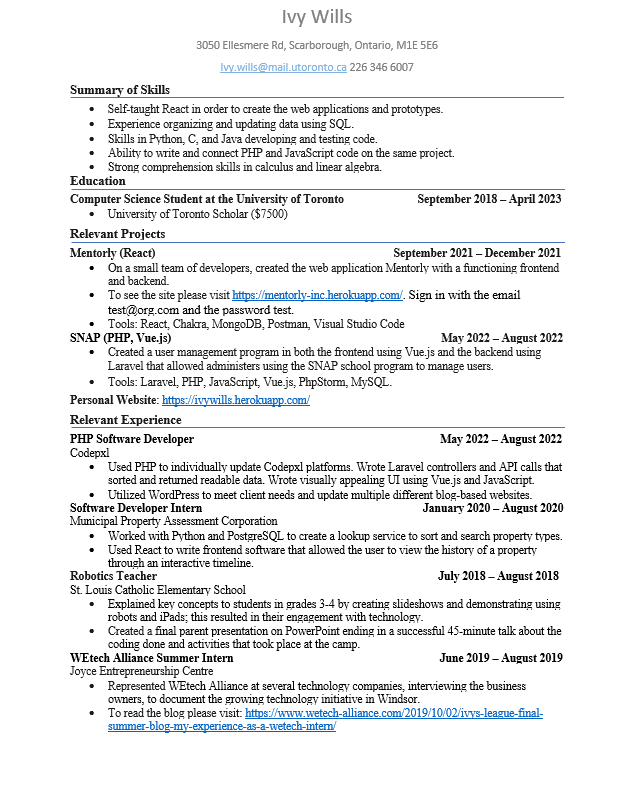 Ivy Wills
3050 Ellesmere Rd, Scarborough, Ontario, M1E 5E6
Ivy.wills@mail.utoronto.ca 226 346 6007
Summary of Skills
• Self-taught React in order to create the web applications and prototypes.
• Experience organizing and updating data using SQL.
• Skills in Python, C, and Java developing and testing code.
• Ability to write and connect PHP and JavaScript code on the same project.
• Strong comprehension skills in calculus and linear algebra.
Education
Computer Science Student at the University of Toronto September 2018 – April 2023
• University of Toronto Scholar ($7500)
Relevant Projects
Mentorly (React) September 2021 – December 2021
• On a small team of developers, created the web application Mentorly with a functioning frontend
and backend.
• To see the site please visit https://mentorly-inc.herokuapp.com/. Sign in with the email
test@org.com and the password test.
• Tools: React, Chakra, MongoDB, Postman, Visual Studio Code
SNAP (PHP, Vue.js) May 2022 – August 2022
• Created a user management program in both the frontend using Vue.js and the backend using
Laravel that allowed administers using the SNAP school program to manage users.
• Tools: Laravel, PHP, JavaScript, Vue.js, PhpStorm, MySQL.
Personal Website: https://ivywills.herokuapp.com/
Relevant Experience
PHP Software Developer May 2022 – August 2022
Codepxl
• Used PHP to individually update Codepxl platforms. Wrote Laravel controllers and API calls that
sorted and returned readable data. Wrote visually appealing UI using Vue.js and JavaScript.
• Utilized WordPress to meet client needs and update multiple different blog-based websites.
Software Developer Intern January 2020 – August 2020
Municipal Property Assessment Corporation
• Worked with Python and PostgreSQL to create a lookup service to sort and search property types.
• Used React to write frontend software that allowed the user to view the history of a property
through an interactive timeline.
Robotics Teacher July 2018 – August 2018
St. Louis Catholic Elementary School
• Explained key concepts to students in grades 3-4 by creating slideshows and demonstrating using
robots and iPads; this resulted in their engagement with technology.
• Created a final parent presentation on PowerPoint ending in a successful 45-minute talk about the
coding done and activities that took place at the camp.
WEtech Alliance Summer Intern June 2019 – August 2019
Joyce Entrepreneurship Centre
• Represented WEtech Alliance at several technology companies, interviewing the business
owners, to document the growing technology initiative in Windsor.
• To read the blog please visit: https://www.wetech-alliance.com/2019/10/02/ivys-league-final-
summer-blog-my-experience-as-a-wetech-intern/